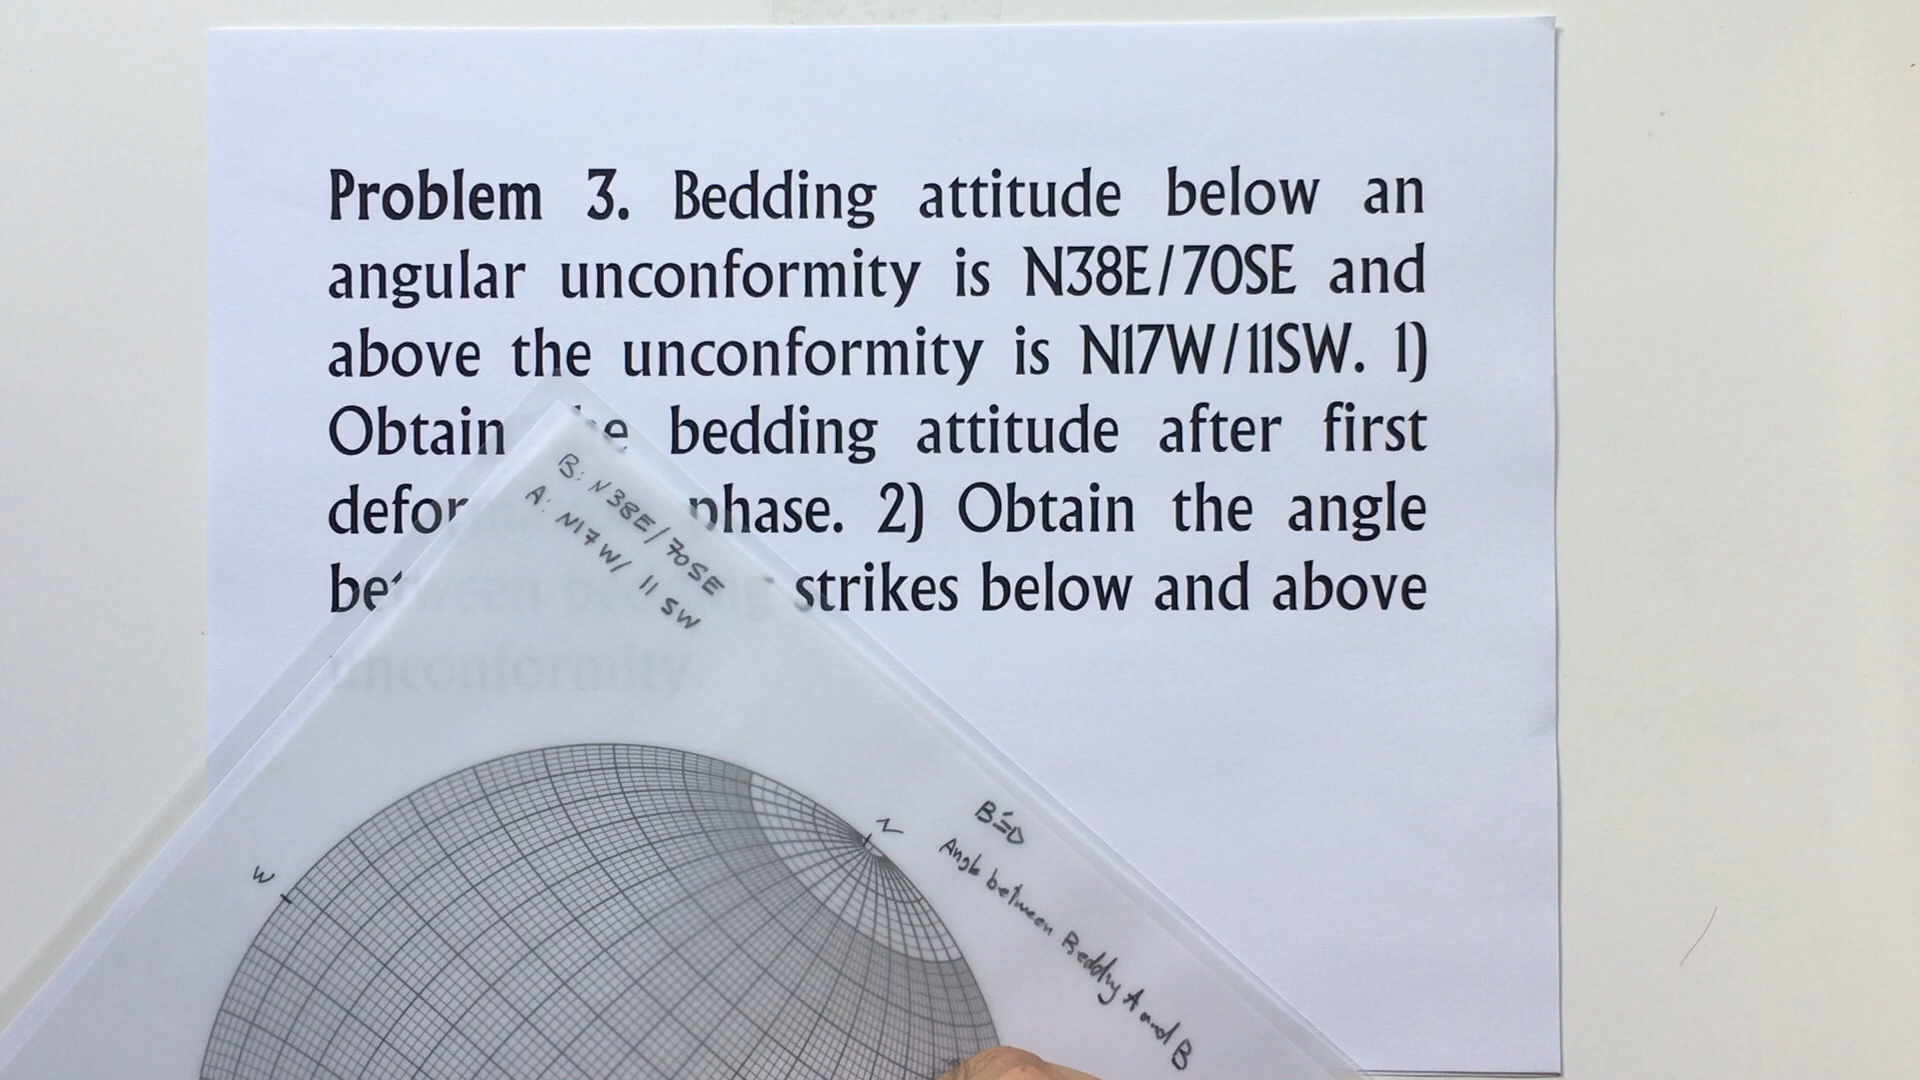 Problem 3. Bedding attitude below an
angular unconformity is N38E/70SE and
above the unconformity is N17W/11SW. 1)
Obtain bedding attitude after first
phase. 2) Obtain the angle
between strikes below and above
unconformity.
B: N38E/70SE
A: N17W/ 11 SW
N
W
Angle between Bedding A and B